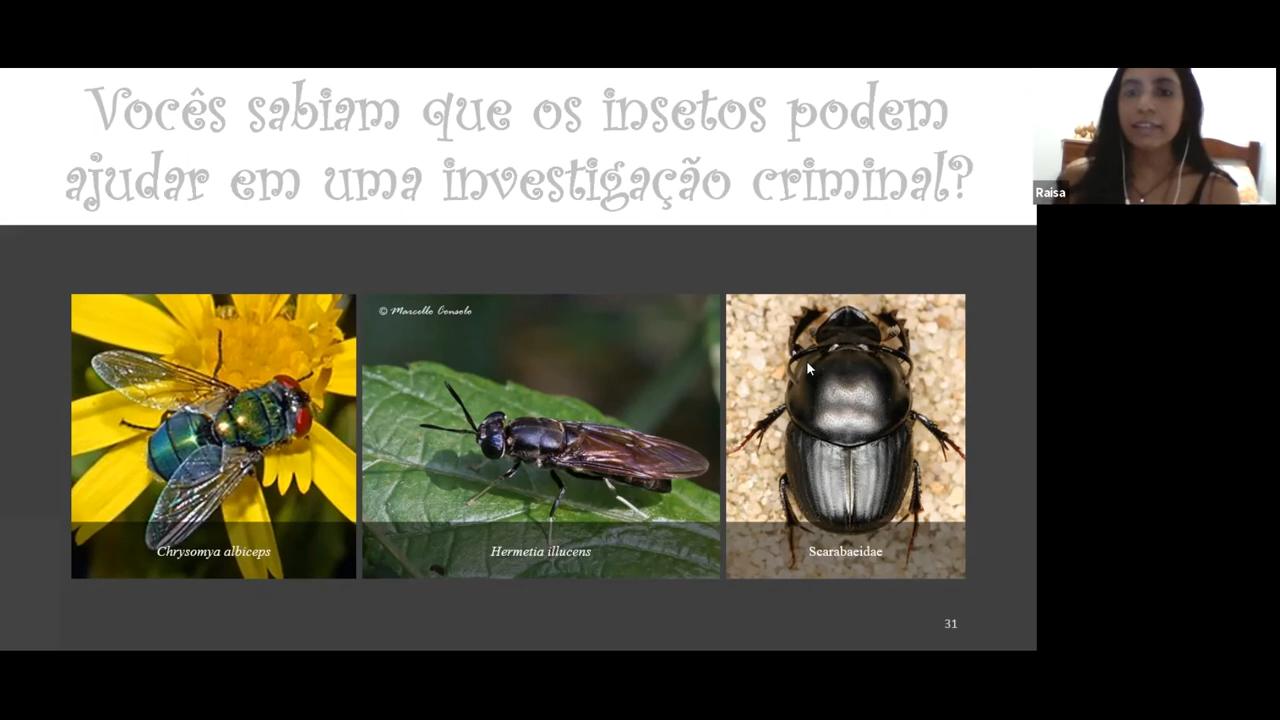 Vocês sabiam que os insetos podem
ajudar em uma investigação criminal?
Raisa
© Marcello Consolo
Chrysomya albiceps
Hermetia illucens
Scarabaeidae
31